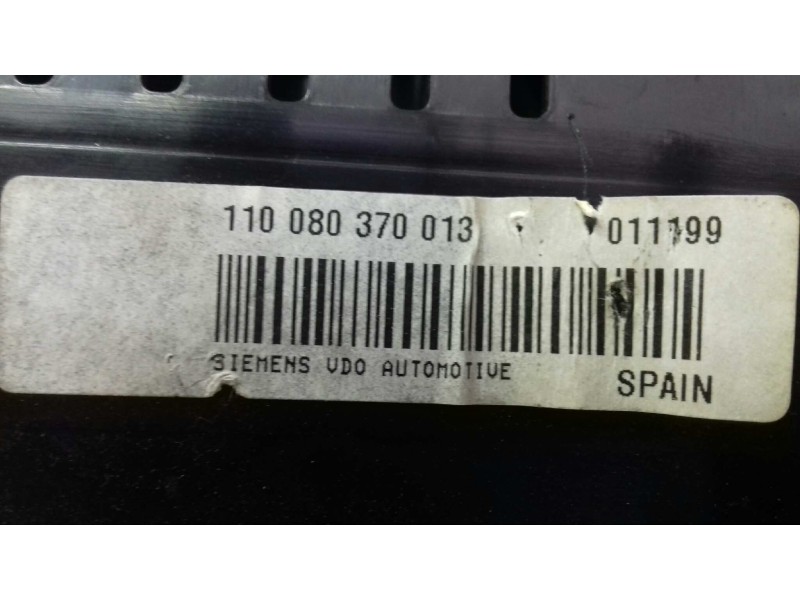 110 080 370 013 011199
SIEMENS VDO AUTOMOTIVE
SPAIN